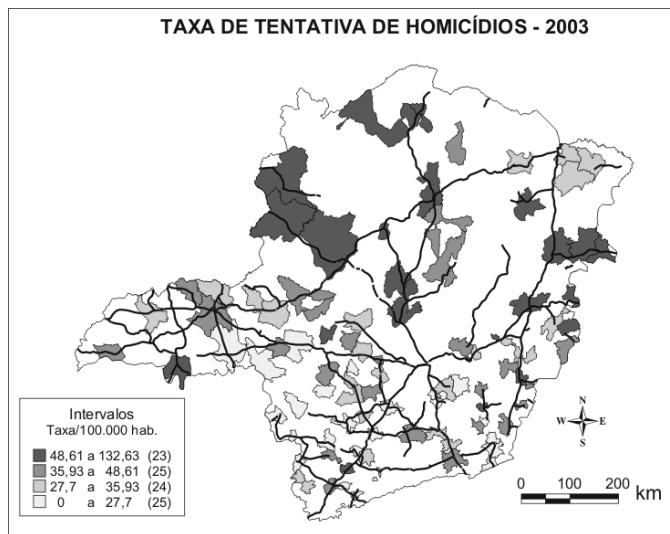 TAXA DE TENTATIVA DE HOMICÍDIOS - 2003
N
W E
S
Intervalos
Taxa/100.000 hab.
48,61 a 132,63 (23)
35,93 a 48,61 (25)
27,7 a 35,93 (24)
0 a 27,7 (25)
0 100 200
km